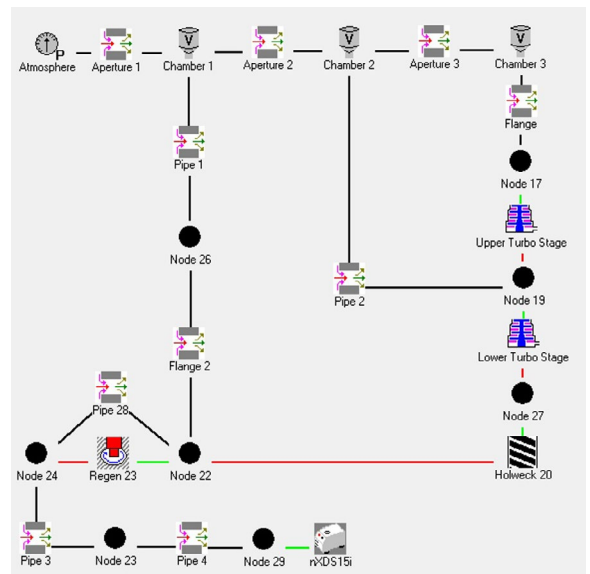 P
V
V
V
Atmosphere
Aperture 1
Chamber 1
Aperture 2
Chamber 2
Aperture 3
Chamber 3
Flange
Pipe 1
Node 17
Upper Turbo Stage
Node 26
Pipe 2
Node 19
Flange 2
Lower Turbo Stage
Pipe 28
Node 27
Node 24
Regen 23
Node 22
Holweck 20
Pipe 3
Node 23
Pipe 4
Node 29
nXDS15i